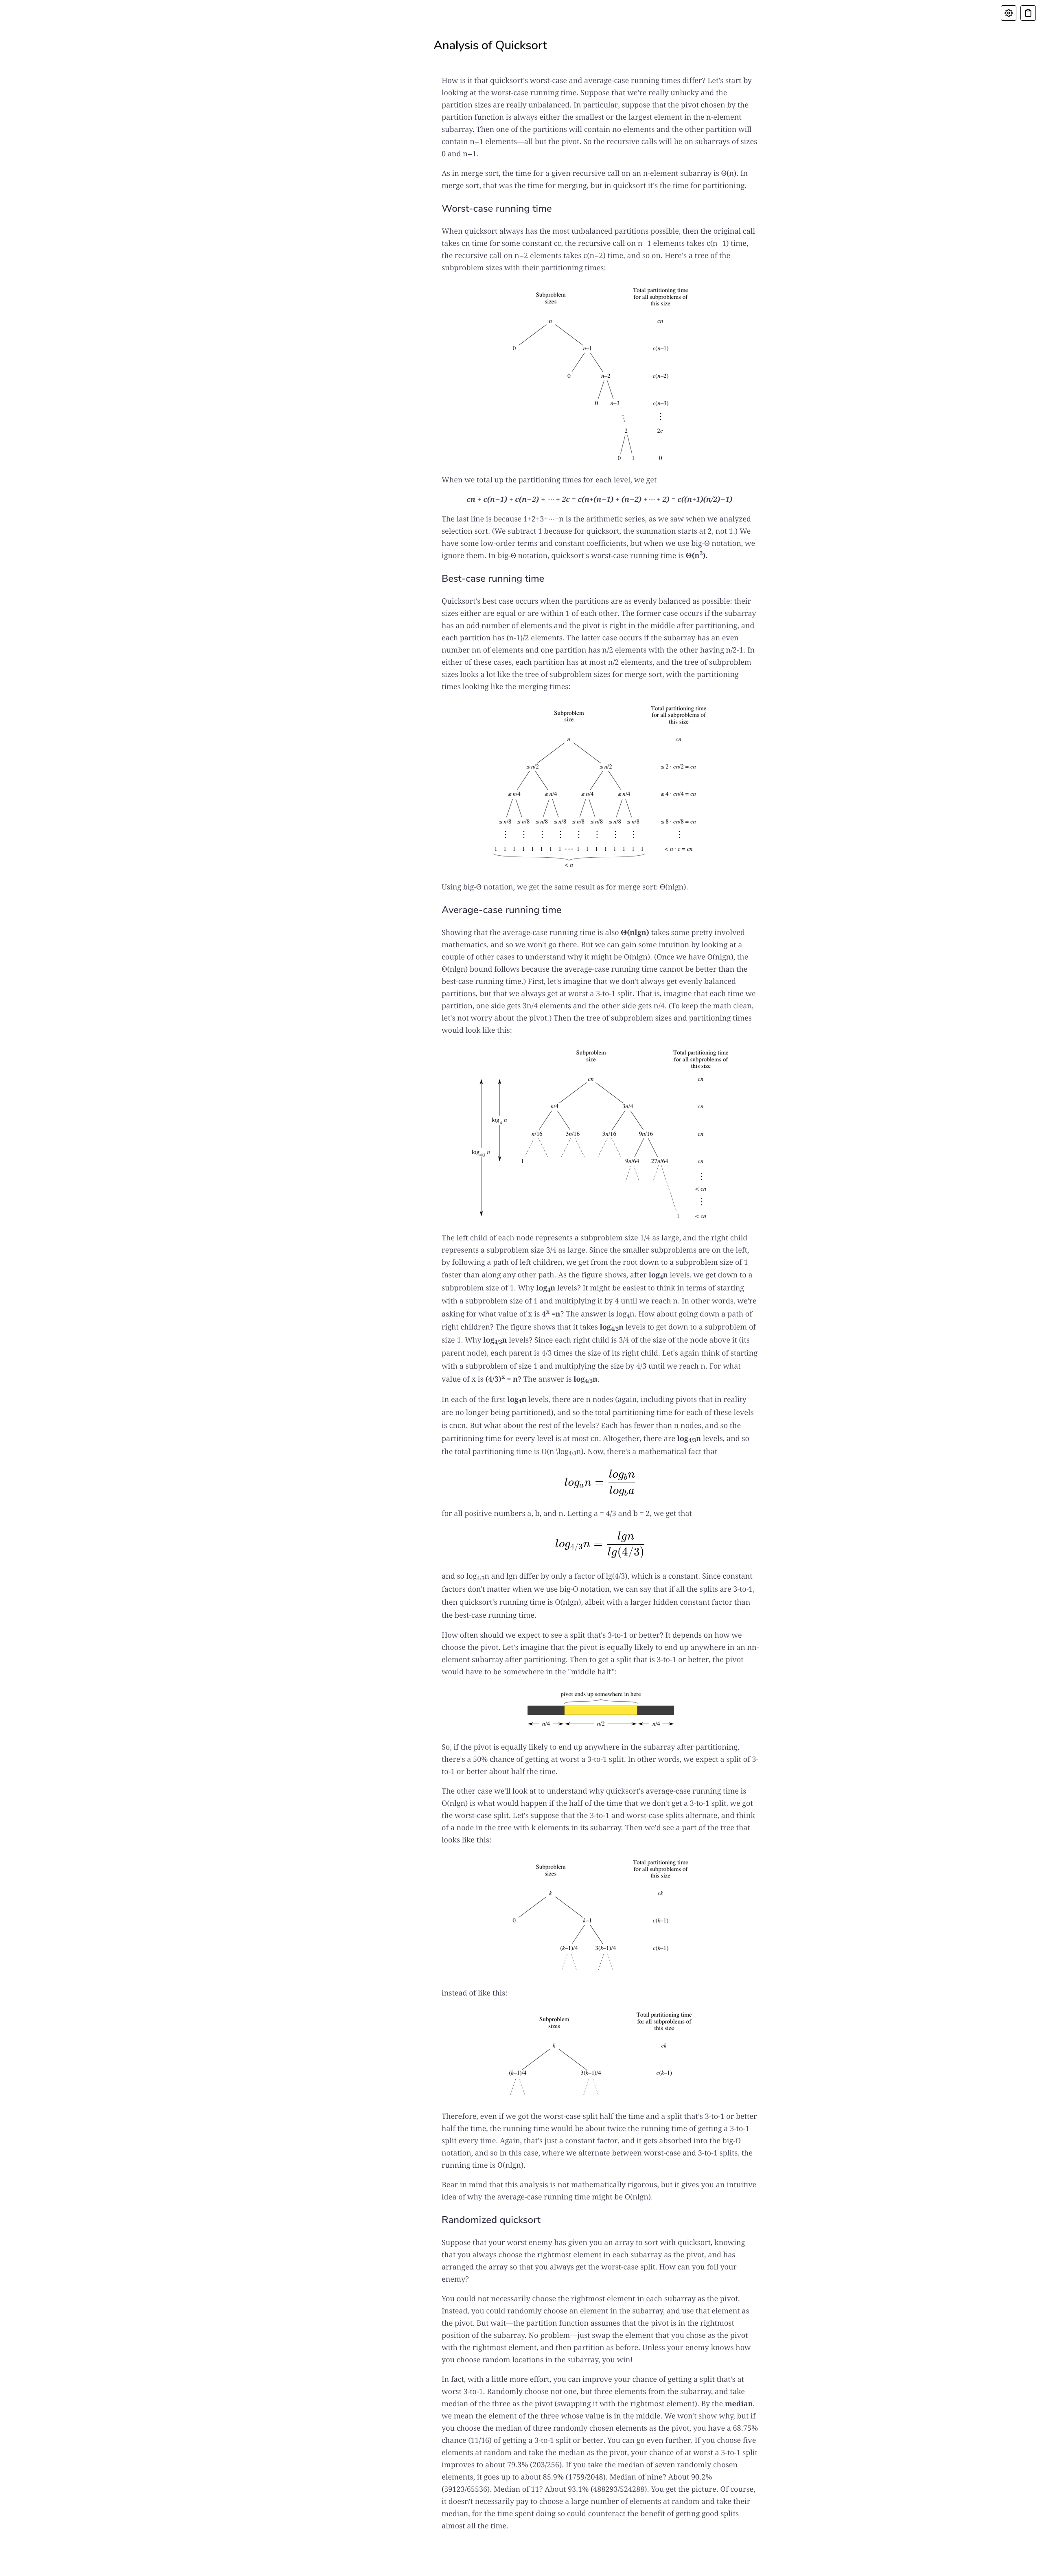 Analysis of Quicksort
How is it that quicksort's worst-case and average-case running times differ? Let's start by
looking at the worst-case running time. Suppose that we're really unlucky and the
partition sizes are really unbalanced. In particular, suppose that the pivot chosen by the
partition function is always either the smallest or the largest element in the n-element
subarray. Then one of the partitions will contain no elements and the other partition will
contain n−1 elements—all but the pivot. So the recursive calls will be on subarrays of sizes
0 and n−1.
As in merge sort, the time for a given recursive call on an n-element subarray is Θ(n). In
merge sort, that was the time for merging, but in quicksort it's the time for partitioning.
Worst-case running time
When quicksort always has the most unbalanced partitions possible, then the original call
takes cn time for some constant cc, the recursive call on n−1 elements takes c(n−1) time,
the recursive call on n−2 elements takes c(n−2) time, and so on. Here's a tree of the
subproblem sizes with their partitioning times:
Subproblem
sizes
Total partitioning time
for all subproblems of
this size
n cn
0 n–1 c(n–1)
0 n–2 c(n–2)
0 n–3 c(n–3)
⋱ ⋮
2 2c
0 1 0
When we total up the partitioning times for each level, we get
cn + c(n−1) + c(n−2) + ⋯ + 2c = c(n+(n−1) + (n−2) +⋯ + 2) = c((n+1)(n/2)−1)
The last line is because 1+2+3+⋯+n is the arithmetic series, as we saw when we analyzed
selection sort. (We subtract 1 because for quicksort, the summation starts at 2, not 1.) We
have some low-order terms and constant coefficients, but when we use big-Θ notation, we
ignore them. In big-Θ notation, quicksort's worst-case running time is Θ(n²).
Best-case running time
Quicksort's best case occurs when the partitions are as evenly balanced as possible: their
sizes either are equal or are within 1 of each other. The former case occurs if the subarray
has an odd number of elements and the pivot is right in the middle after partitioning, and
each partition has (n-1)/2 elements. The latter case occurs if the subarray has an even
number nn of elements and one partition has n/2 elements with the other having n/2-1. In
either of these cases, each partition has at most n/2 elements, and the tree of subproblem
sizes looks a lot like the tree of subproblem sizes for merge sort, with the partitioning
times looking like the merging times:
Subproblem
size
Total partitioning time
for all subproblems of
this size
n cn
≤ n/2 ≤ n/2 ≤ 2 · cn/2 = cn
≤ n/4 ≤ n/4 ≤ n/4 ≤ n/4 ≤ 4 · cn/4 = cn
≤ n/8 ≤ n/8 ≤ n/8 ≤ n/8 ≤ n/8 ≤ n/8 ≤ n/8 ≤ n/8 ≤ 8 · cn/8 = cn
⋮ ⋮ ⋮ ⋮ ⋮ ⋮ ⋮ ⋮ ⋮
1 1 1 1 1 1 1 1 ··· 1 1 1 1 1 1 1 1 < n · c = cn
< n
Using big-Θ notation, we get the same result as for merge sort: Θ(nlgn).
Average-case running time
Showing that the average-case running time is also Θ(nlgn) takes some pretty involved
mathematics, and so we won't go there. But we can gain some intuition by looking at a
couple of other cases to understand why it might be O(nlgn). (Once we have O(nlgn), the
Θ(nlgn) bound follows because the average-case running time cannot be better than the
best-case running time.) First, let's imagine that we don't always get evenly balanced
partitions, but that we always get at worst a 3-to-1 split. That is, imagine that each time we
partition, one side gets 3n/4 elements and the other side gets n/4. (To keep the math clean,
let's not worry about the pivot.) Then the tree of subproblem sizes and partitioning times
would look like this:
Subproblem
size
Total partitioning time
for all subproblems of
this size
cn cn
n/4 3n/4 cn
log₄ n
n/16 3n/16 3n/16 9n/16 cn
log₄/₃ n
1 9n/64 27n/64 cn
⋮
< cn
⋮
1 < cn
The left child of each node represents a subproblem size 1/4 as large, and the right child
represents a subproblem size 3/4 as large. Since the smaller subproblems are on the left,
by following a path of left children, we get from the root down to a subproblem size of 1
faster than along any other path. As the figure shows, after log₄n levels, we get down to a
subproblem size of 1. Why log₄n levels? It might be easiest to think in terms of starting
with a subproblem size of 1 and multiplying it by 4 until we reach n. In other words, we're
asking for what value of x is 4ˣ =n? The answer is log₄n. How about going down a path of
right children? The figure shows that it takes log₄/₃n levels to get down to a subproblem of
size 1. Why log₄/₃n levels? Since each right child is 3/4 of the size of the node above it (its
parent node), each parent is 4/3 times the size of its right child. Let's again think of starting
with a subproblem of size 1 and multiplying the size by 4/3 until we reach n. For what
value of x is (4/3)ˣ = n? The answer is log₄/₃n.
In each of the first log₄n levels, there are n nodes (again, including pivots that in reality
are no longer being partitioned), and so the total partitioning time for each of these levels
is cncn. But what about the rest of the levels? Each has fewer than n nodes, and so the
partitioning time for every level is at most cn. Altogether, there are log₄/₃n levels, and so
the total partitioning time is O(n \log₄/₃n). Now, there's a mathematical fact that
logₐn = log_b n / log_b a
for all positive numbers a, b, and n. Letting a = 4/3 and b = 2, we get that
log₄/₃n = lgn / lg(4/3)
and so log₄/₃n and lgn differ by only a factor of lg(4/3), which is a constant. Since constant
factors don't matter when we use big-O notation, we can say that if all the splits are 3-to-1,
then quicksort's running time is O(nlgn), albeit with a larger hidden constant factor than
the best-case running time.
How often should we expect to see a split that's 3-to-1 or better? It depends on how we
choose the pivot. Let's imagine that the pivot is equally likely to end up anywhere in an nn-
element subarray after partitioning. Then to get a split that is 3-to-1 or better, the pivot
would have to be somewhere in the "middle half":
pivot ends up somewhere in here
n/4 n/2 n/4
So, if the pivot is equally likely to end up anywhere in the subarray after partitioning,
there's a 50% chance of getting at worst a 3-to-1 split. In other words, we expect a split of 3-
to-1 or better about half the time.
The other case we'll look at to understand why quicksort's average-case running time is
O(nlgn) is what would happen if the half of the time that we don't get a 3-to-1 split, we got
the worst-case split. Let's suppose that the 3-to-1 and worst-case splits alternate, and think
of a node in the tree with k elements in its subarray. Then we'd see a part of the tree that
looks like this:
Subproblem
sizes
Total partitioning time
for all subproblems of
this size
k ck
0 k–1 c(k–1)
(k–1)/4 3(k–1)/4 c(k–1)
instead of like this:
Subproblem
sizes
Total partitioning time
for all subproblems of
this size
k ck
(k–1)/4 3(k–1)/4 c(k–1)
Therefore, even if we got the worst-case split half the time and a split that's 3-to-1 or better
half the time, the running time would be about twice the running time of getting a 3-to-1
split every time. Again, that's just a constant factor, and it gets absorbed into the big-O
notation, and so in this case, where we alternate between worst-case and 3-to-1 splits, the
running time is O(nlgn).
Bear in mind that this analysis is not mathematically rigorous, but it gives you an intuitive
idea of why the average-case running time might be O(nlgn).
Randomized quicksort
Suppose that your worst enemy has given you an array to sort with quicksort, knowing
that you always choose the rightmost element in each subarray as the pivot, and has
arranged the array so that you always get the worst-case split. How can you foil your
enemy?
You could not necessarily choose the rightmost element in each subarray as the pivot.
Instead, you could randomly choose an element in the subarray, and use that element as
the pivot. But wait—the partition function assumes that the pivot is in the rightmost
position of the subarray. No problem—just swap the element that you chose as the pivot
with the rightmost element, and then partition as before. Unless your enemy knows how
you choose random locations in the subarray, you win!
In fact, with a little more effort, you can improve your chance of getting a split that's at
worst 3-to-1. Randomly choose not one, but three elements from the subarray, and take
median of the three as the pivot (swapping it with the rightmost element). By the median,
we mean the element of the three whose value is in the middle. We won't show why, but if
you choose the median of three randomly chosen elements as the pivot, you have a 68.75%
chance (11/16) of getting a 3-to-1 split or better. You can go even further. If you choose five
elements at random and take the median as the pivot, your chance of at worst a 3-to-1 split
improves to about 79.3% (203/256). If you take the median of seven randomly chosen
elements, it goes up to about 85.9% (1759/2048). Median of nine? About 90.2%
(59123/65536). Median of 11? About 93.1% (488293/524288). You get the picture. Of course,
it doesn't necessarily pay to choose a large number of elements at random and take their
median, for the time spent doing so could counteract the benefit of getting good splits
almost all the time.